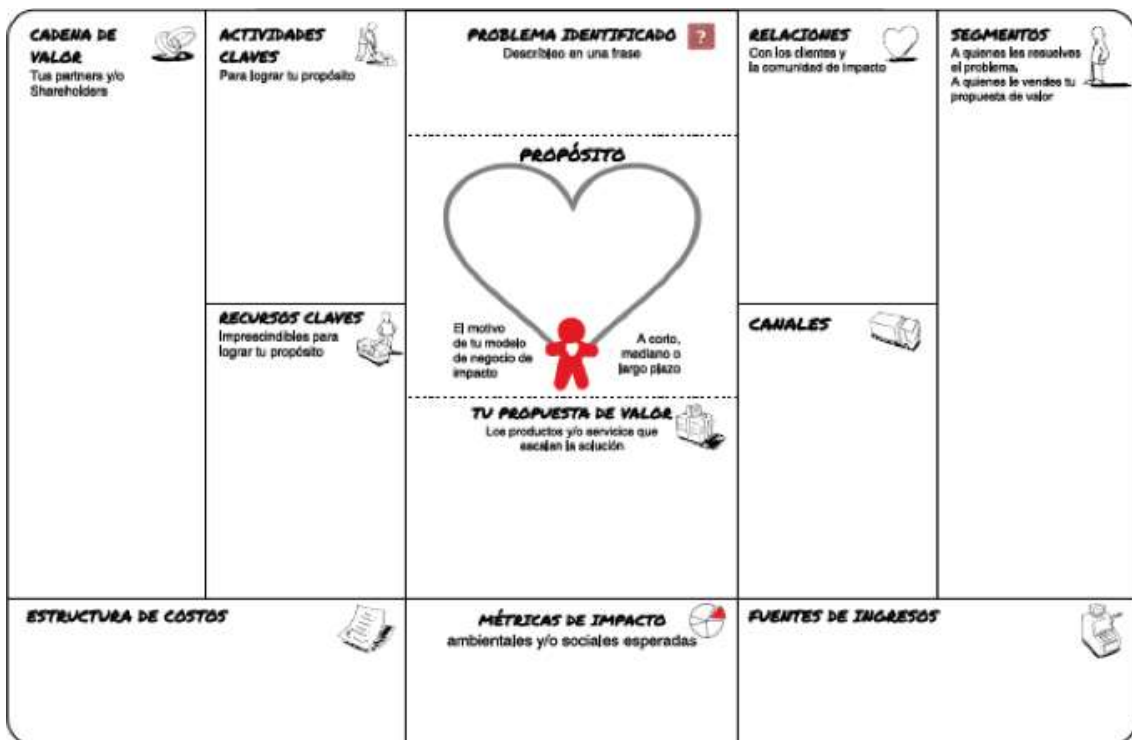 CADENA DE
VALOR
Tus partners y/o
Shareholders
ACTIVIDADES
CLAVES
Para lograr tu propósito
PROBLEMA IDENTIFICADO
?
Descríbelo en una frase
RELACIONES
Con los clientes y
la comunidad de impacto
SEGMENTOS
A quienes les resuelves
el problema.
A quienes le vendes tu
propuesta de valor
PROPÓSITO
El motivo
de tu modelo
de negocio de
impacto
A corto,
mediano o
largo plazo
RECURSOS CLAVES
Imprescindibles para
lograr tu propósito
CANALES
TU PROPUESTA DE VALOR
Los productos y/o servicios que
escalan la solución
ESTRUCTURA DE COSTOS
MÉTRICAS DE IMPACTO
ambientales y/o sociales esperadas
FUENTES DE INGRESOS